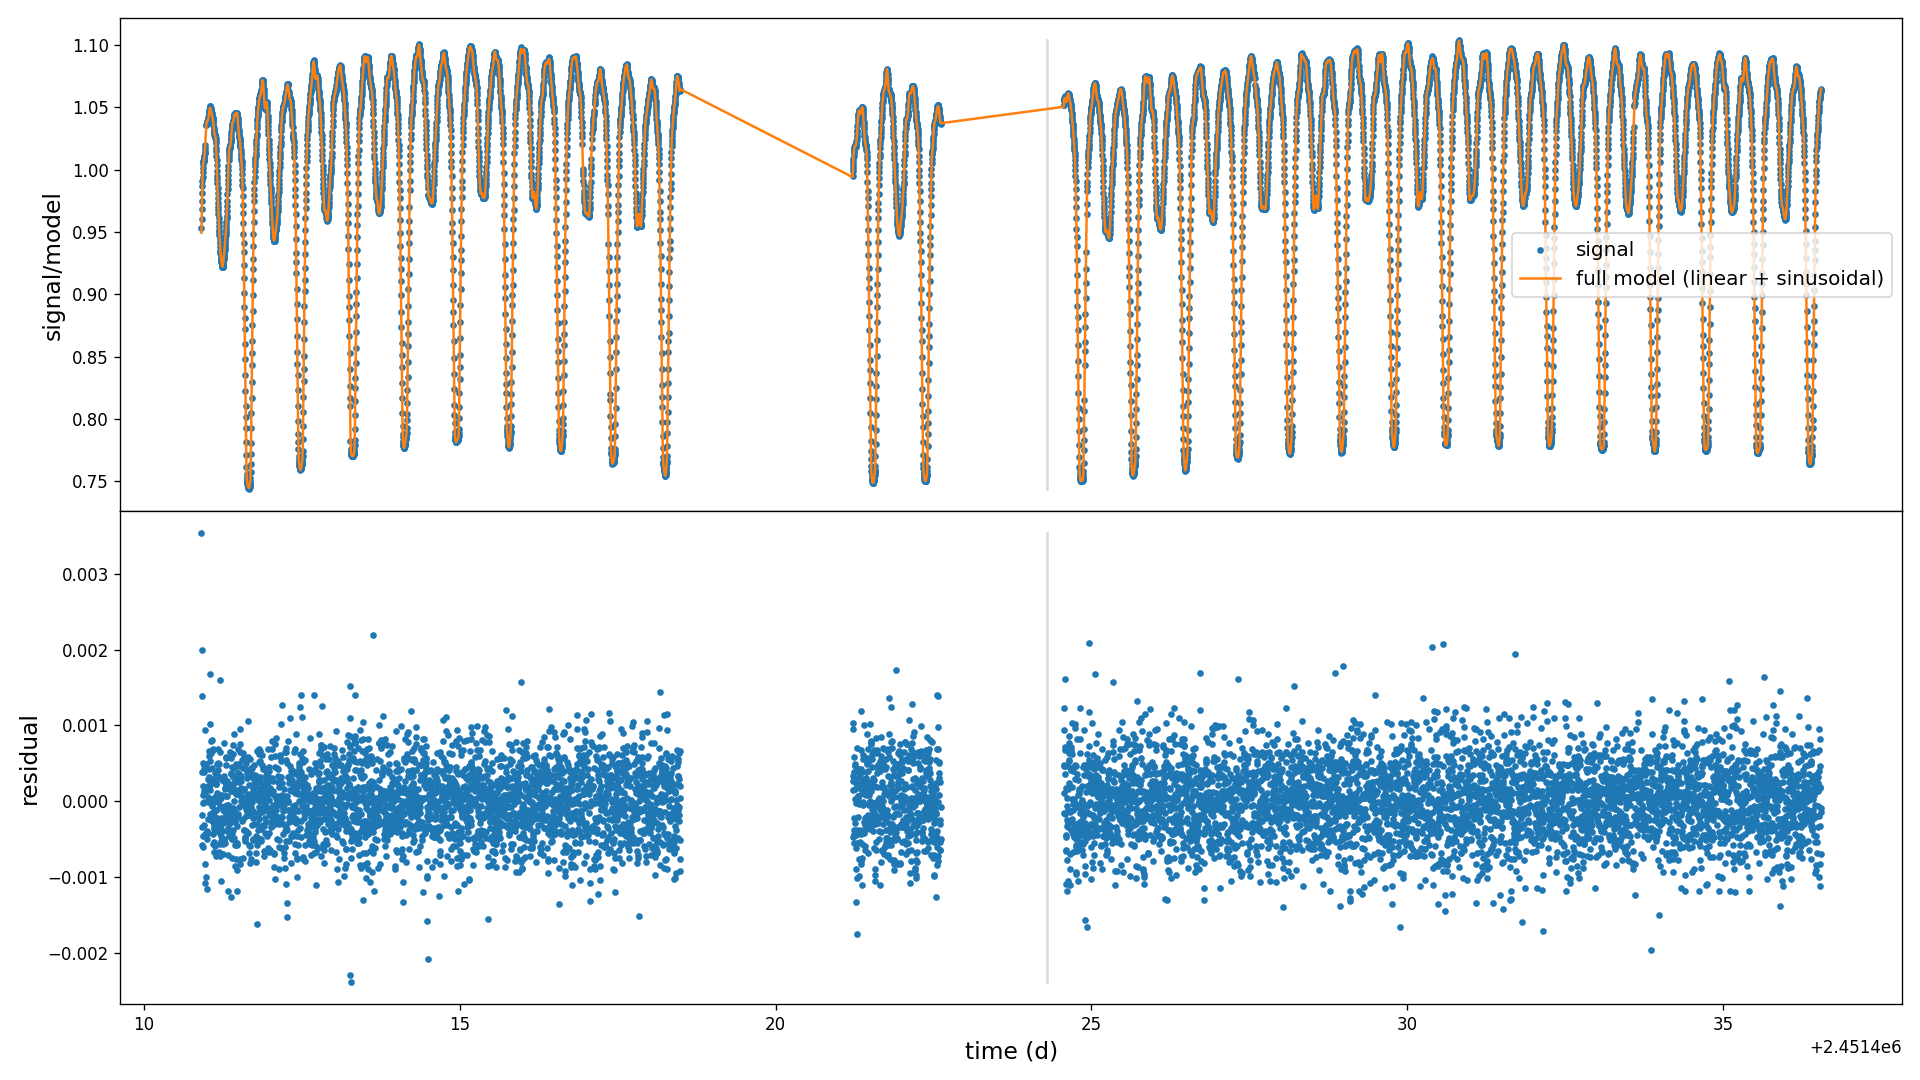 signal/model
1.10
1.05
1.00
0.95
0.90
0.85
0.80
0.75
signal
full model (linear + sinusoidal)
residual
0.003
0.002
0.001
0.000
−0.001
−0.002
10 15 20 25 30 35
time (d)
+2.4514e6